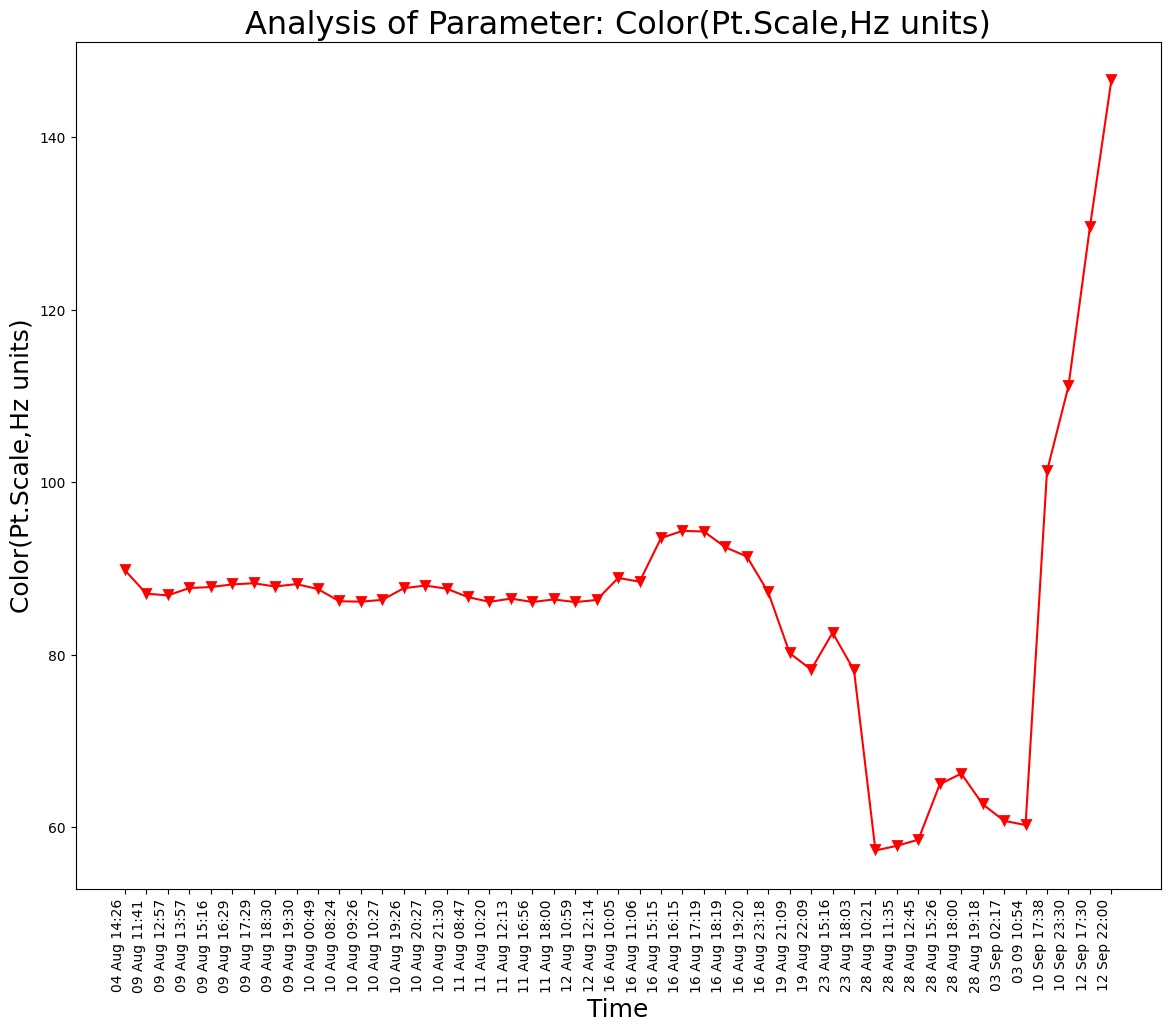 Analysis of Parameter: Color(Pt.Scale,Hz units)
Color(Pt.Scale,Hz units)
140
120
100
80
60
04 Aug 14:26
09 Aug 11:41
09 Aug 12:57
09 Aug 13:57
09 Aug 15:16
09 Aug 16:29
09 Aug 17:29
09 Aug 18:30
09 Aug 19:30
10 Aug 00:49
10 Aug 08:24
10 Aug 09:26
10 Aug 10:27
10 Aug 19:26
10 Aug 20:27
10 Aug 21:30
11 Aug 08:47
11 Aug 10:20
11 Aug 12:13
11 Aug 16:56
11 Aug 18:00
12 Aug 10:59
12 Aug 12:14
16 Aug 10:05
16 Aug 11:06
16 Aug 15:15
16 Aug 16:15
16 Aug 17:19
16 Aug 18:19
16 Aug 19:20
16 Aug 23:18
19 Aug 21:09
19 Aug 22:09
23 Aug 15:16
23 Aug 18:03
28 Aug 10:21
28 Aug 11:35
28 Aug 12:45
28 Aug 15:26
28 Aug 18:00
28 Aug 19:18
03 Sep 02:17
03 09 10:54
10 Sep 17:38
10 Sep 23:30
12 Sep 17:30
12 Sep 22:00
Time